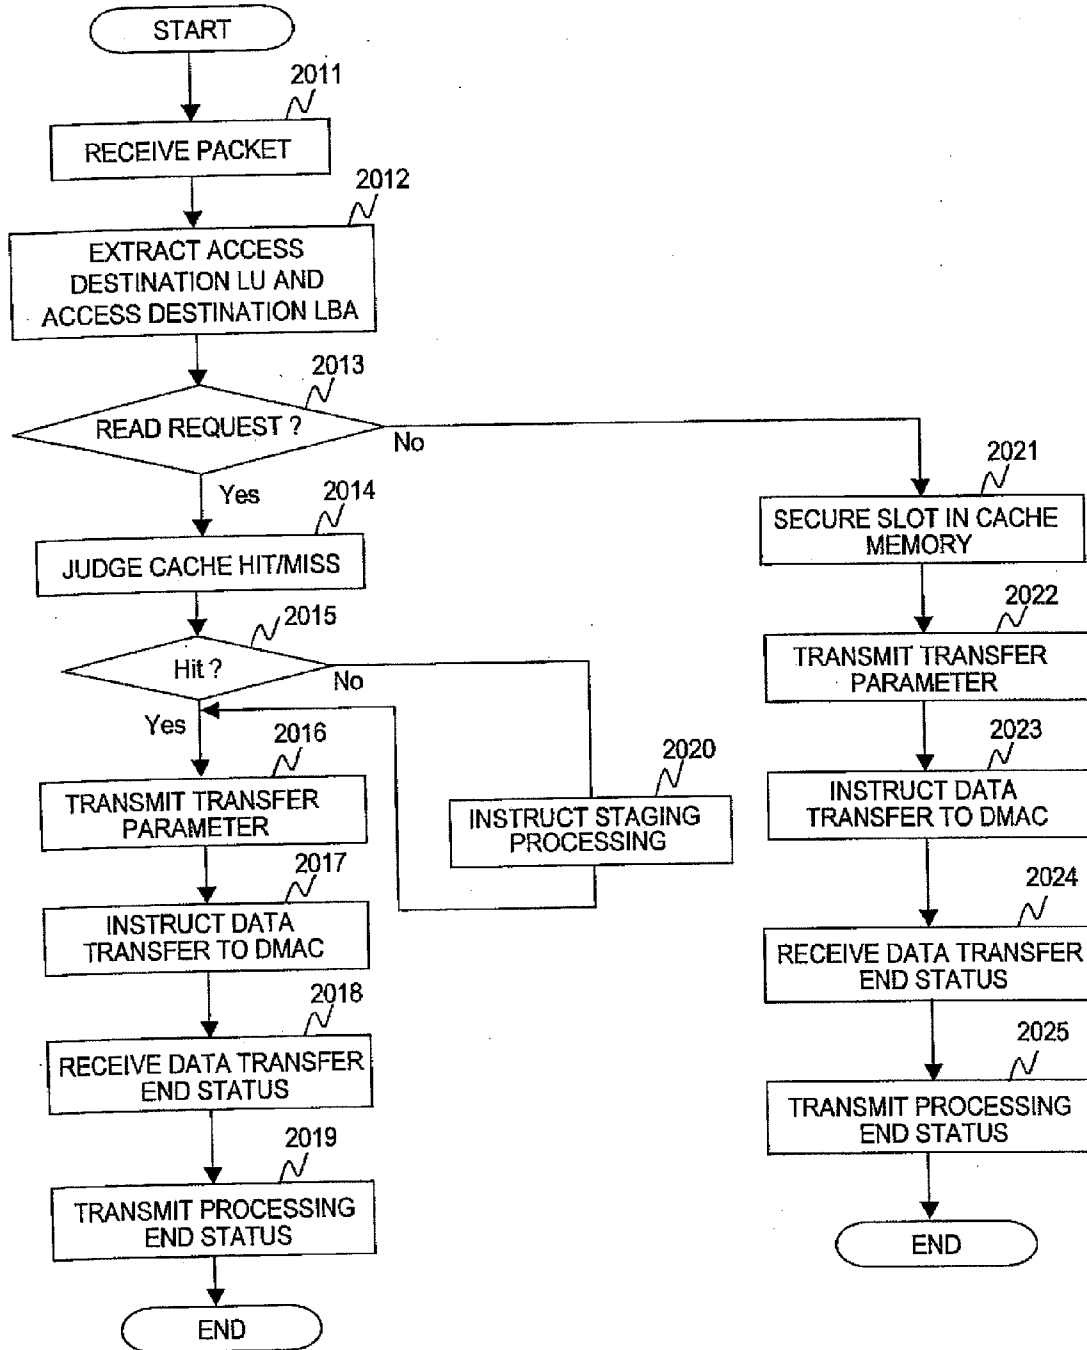 START
2011
RECEIVE PACKET
2012
EXTRACT ACCESS
DESTINATION LU AND
ACCESS DESTINATION LBA
2013
READ REQUEST ?
No
Yes
2014
JUDGE CACHE HIT/MISS
2015
Hit ?
No
Yes
2016
TRANSMIT TRANSFER
PARAMETER
2020
INSTRUCT STAGING
PROCESSING
2017
INSTRUCT DATA
TRANSFER TO DMAC
2018
RECEIVE DATA TRANSFER
END STATUS
2019
TRANSMIT PROCESSING
END STATUS
END
2021
SECURE SLOT IN CACHE
MEMORY
2022
TRANSMIT TRANSFER
PARAMETER
2023
INSTRUCT DATA
TRANSFER TO DMAC
2024
RECEIVE DATA TRANSFER
END STATUS
2025
TRANSMIT PROCESSING
END STATUS
END